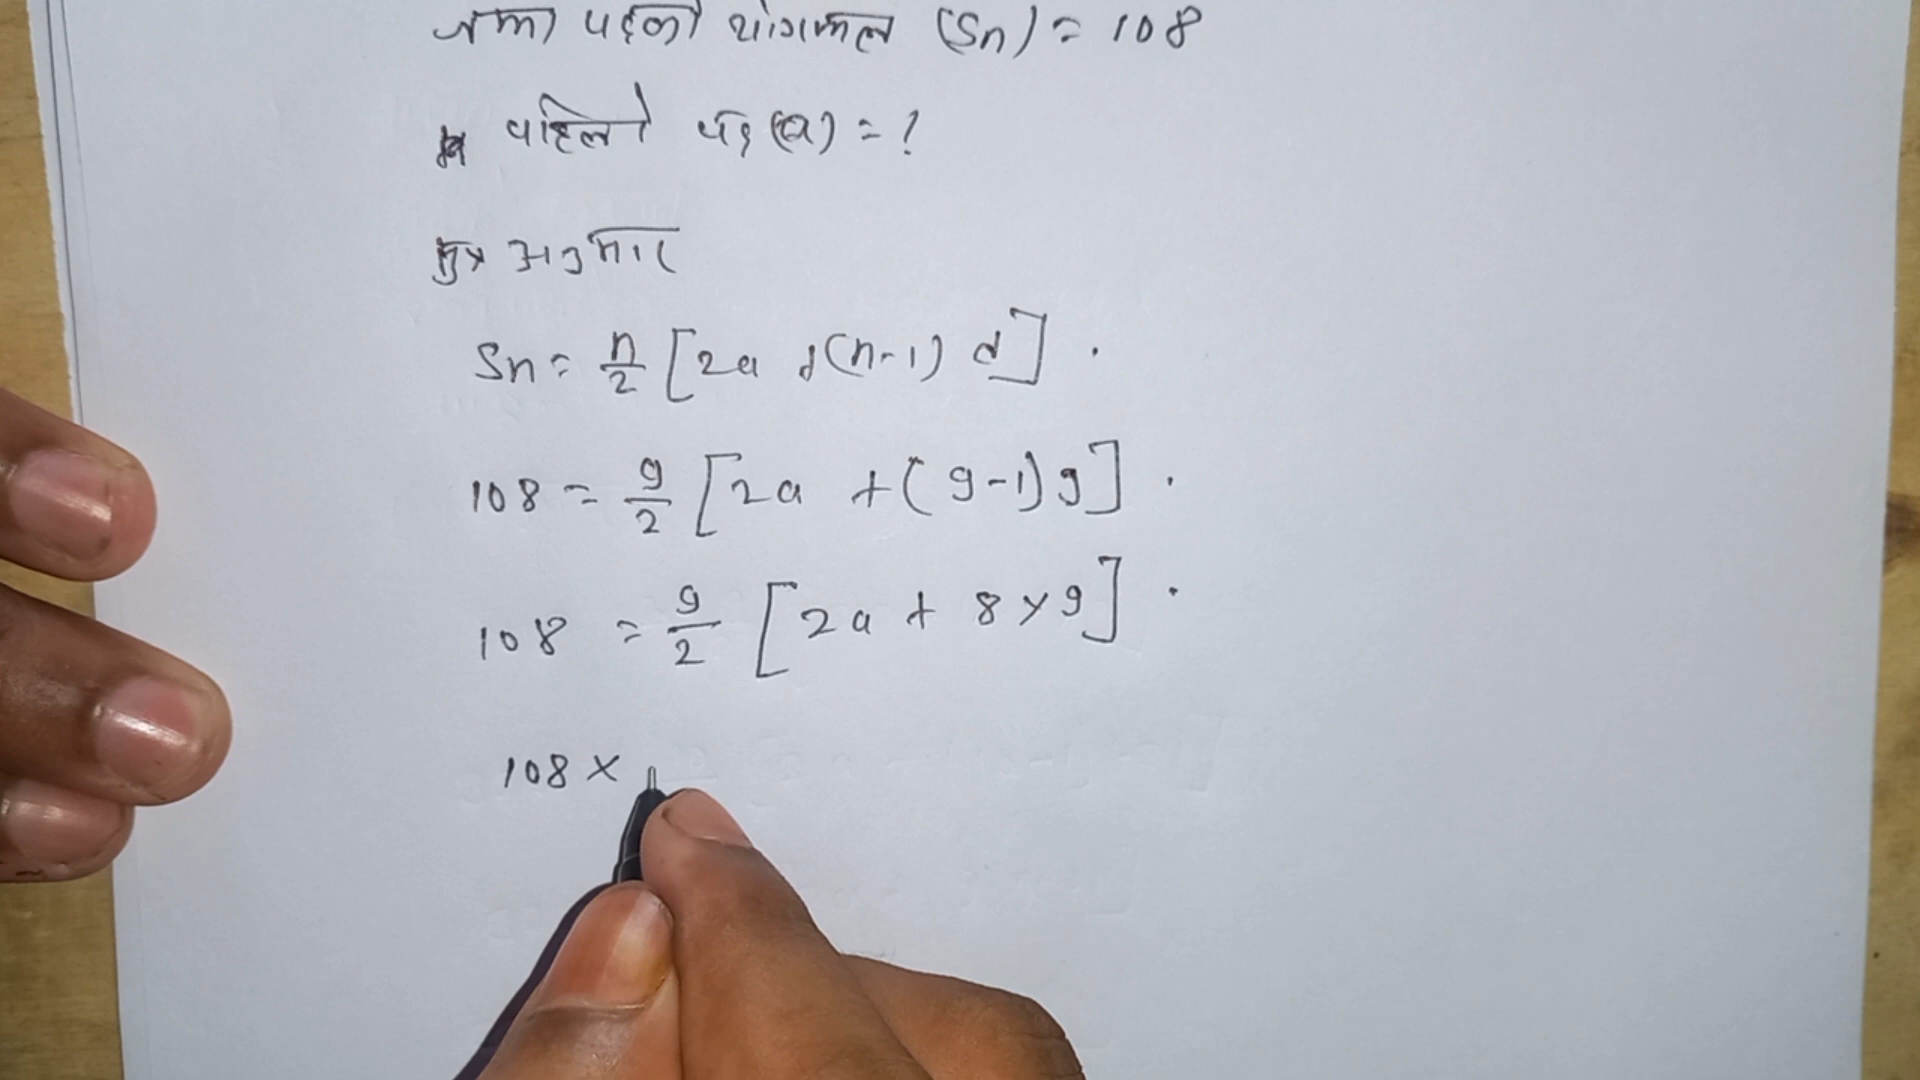 जम्मा पदको योगफल (Sn) = 108
पहिलो पद (a) = ?
सूत्र अनुसार
Sn = n/2 [2a + (n-1) d] .
108 = 9/2 [2a + (9-1) 9] .
108 = 9/2 [2a + 8 × 9] .
108 ×